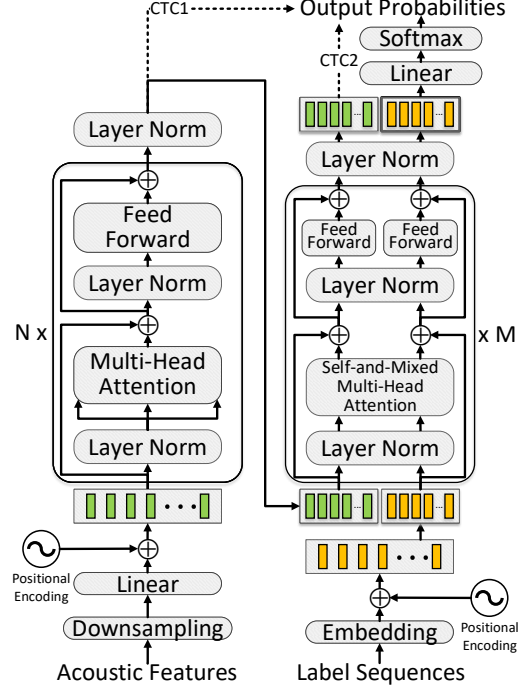 Output Probabilities
CTC1
CTC2
Softmax
Linear
Layer Norm
Layer Norm
Feed
Forward
Feed
Forward
Feed
Forward
Layer Norm
Layer Norm
N x
x M
Multi-Head
Attention
Self-and-Mixed
Multi-Head
Attention
Layer Norm
Layer Norm
Positional
Encoding
Linear
Downsampling
Acoustic Features
Embedding
Positional
Encoding
Label Sequences